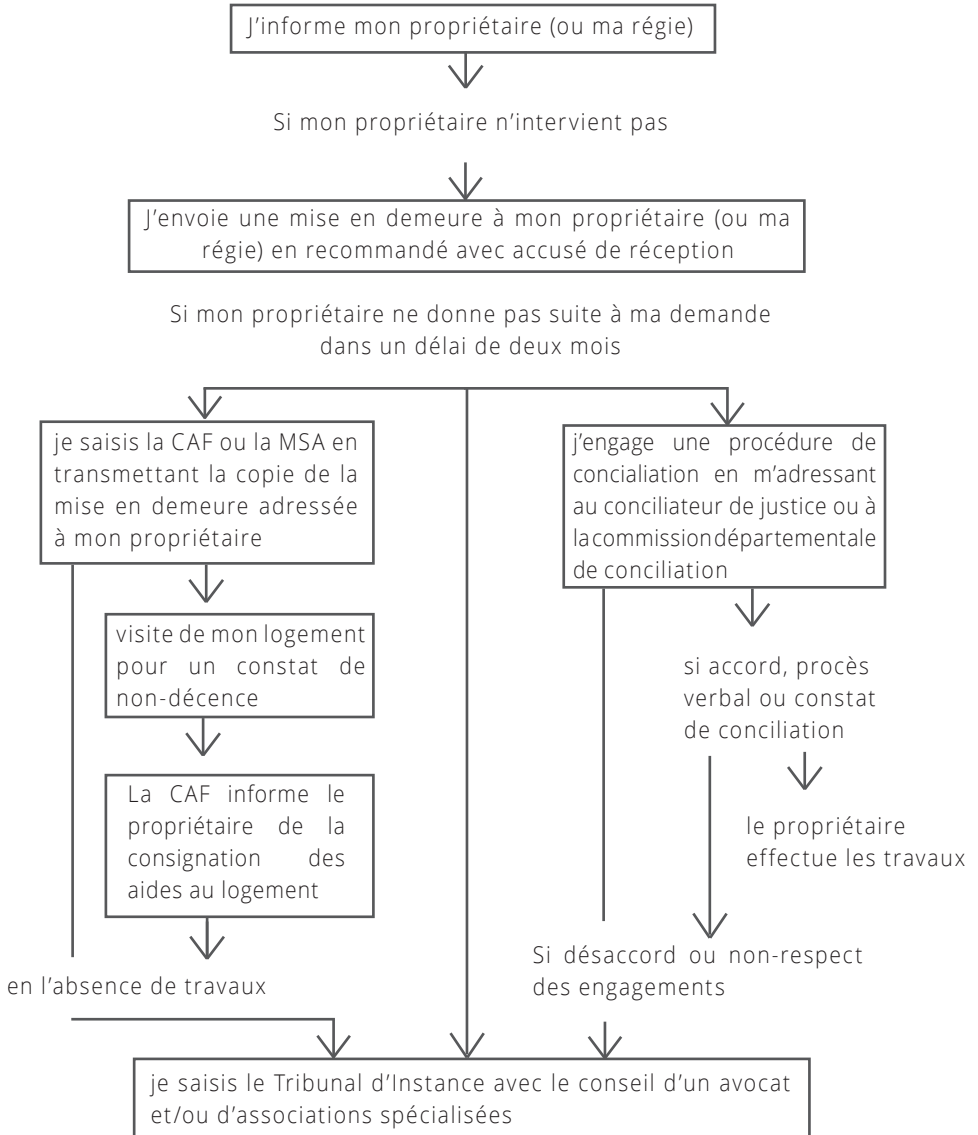 J'informe mon propriétaire (ou ma régie)
Si mon propriétaire n'intervient pas
J'envoie une mise en demeure à mon propriétaire (ou ma
régie) en recommandé avec accusé de réception
Si mon propriétaire ne donne pas suite à ma demande
dans un délai de deux mois
je saisis la CAF ou la MSA en
transmettant la copie de la
mise en demeure adressée
à mon propriétaire
visite de mon logement
pour un constat de
non-décence
La CAF informe le
propriétaire de la
consignation des
aides au logement
en l'absence de travaux
j'engage une procédure de
concialiation en m'adressant
au conciliateur de justice ou à
la commission départementale
de conciliation
si accord, procès
verbal ou constat
de conciliation
le propriétaire
effectue les travaux
Si désaccord ou non-respect
des engagements
je saisis le Tribunal d'Instance avec le conseil d'un avocat
et/ou d'associations spécialisées